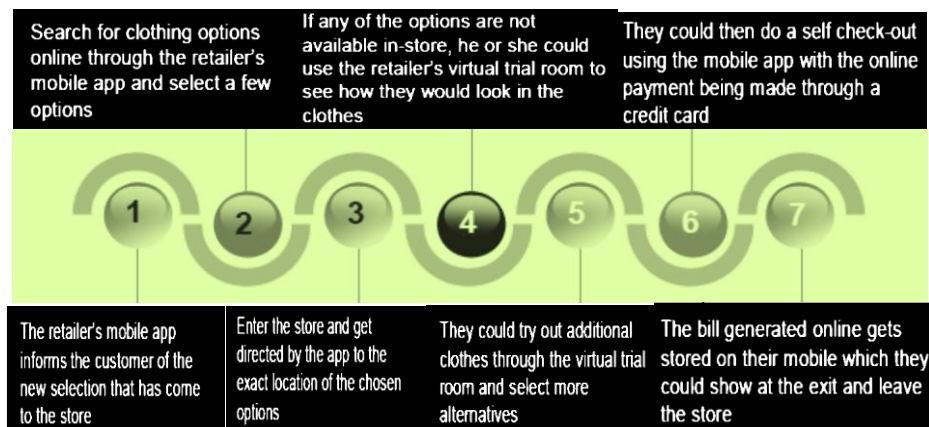 Search for clothing options
online through the retailer's
mobile app and select a few
options
If any of the options are not
available in-store, he or she could
use the retailer's virtual trial room to
see how they would look in the
clothes
They could then do a self check-out
using the mobile app with the online
payment being made through a
credit card
1
2
3
4
5
6
7
The retailer's mobile app
informs the customer of the
new selection that has come
to the store
Enter the store and get
directed by the app to the
exact location of the chosen
options
They could try out additional
clothes through the virtual trial
room and select more
alternatives
The bill generated online gets
stored on their mobile which they
could show at the exit and leave
the store